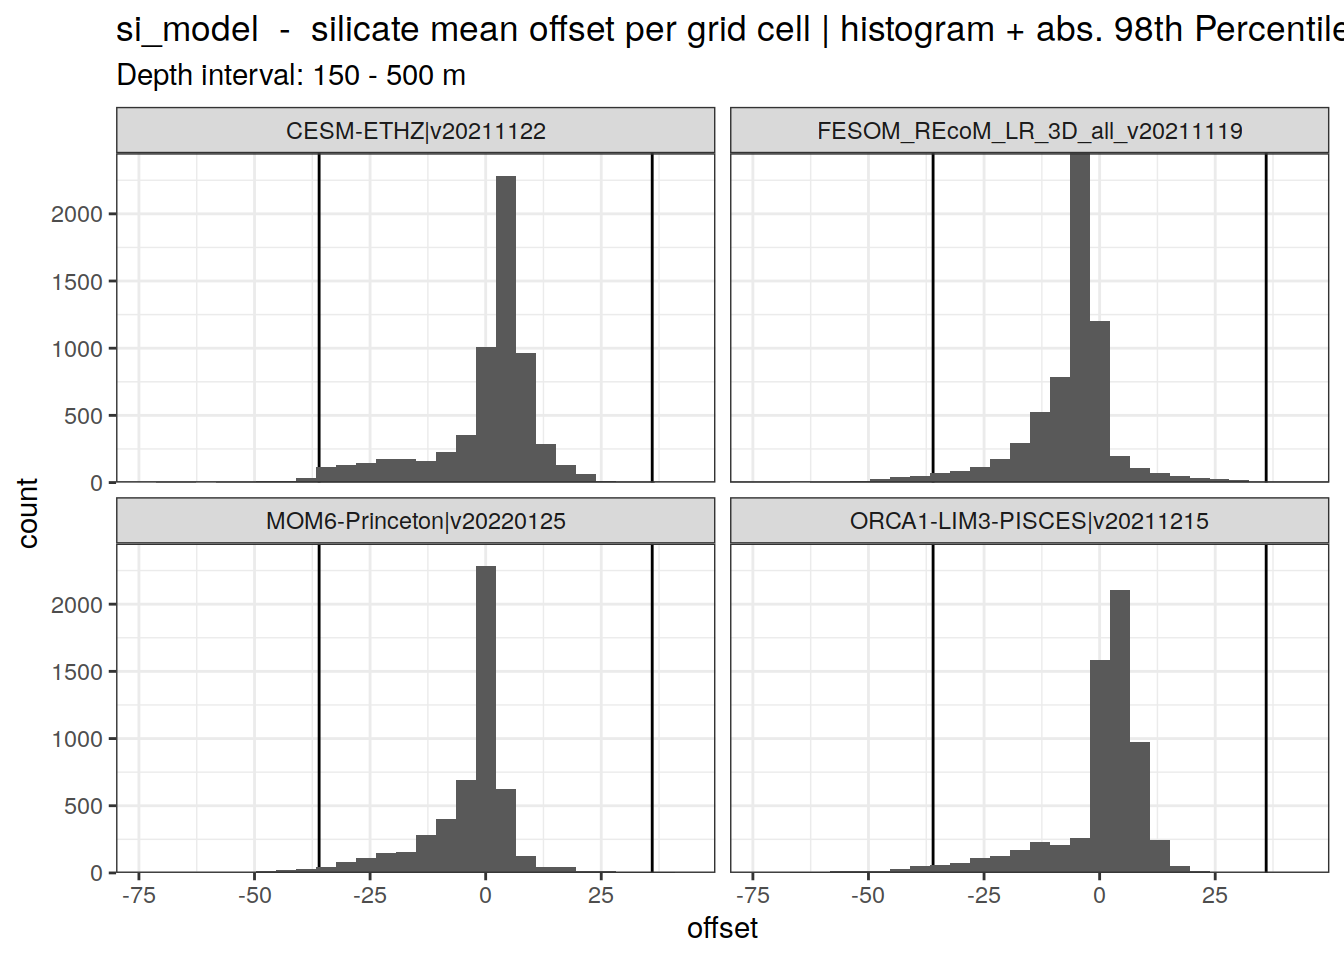 si_model - silicate mean offset per grid cell | histogram + abs. 98th Percentile
Depth interval: 150 - 500 m
CESM-ETHZ|v20211122
FESOM_REcoM_LR_3D_all_v20211119
2000
1500
1000
500
0
MOM6-Princeton|v20220125
ORCA1-LIM3-PISCES|v20211215
2000
1500
1000
500
0
count
-75 -50 -25 0 25
-75 -50 -25 0 25
offset